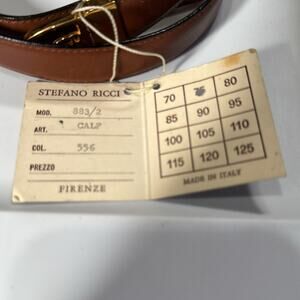 STEFANO RICCI
MOD. 883/2
ART. CALF
COL. 556
PREZZO
FIRENZE
70 80
85 90 95
100 105 110
115 120 125
MADE IN ITALY